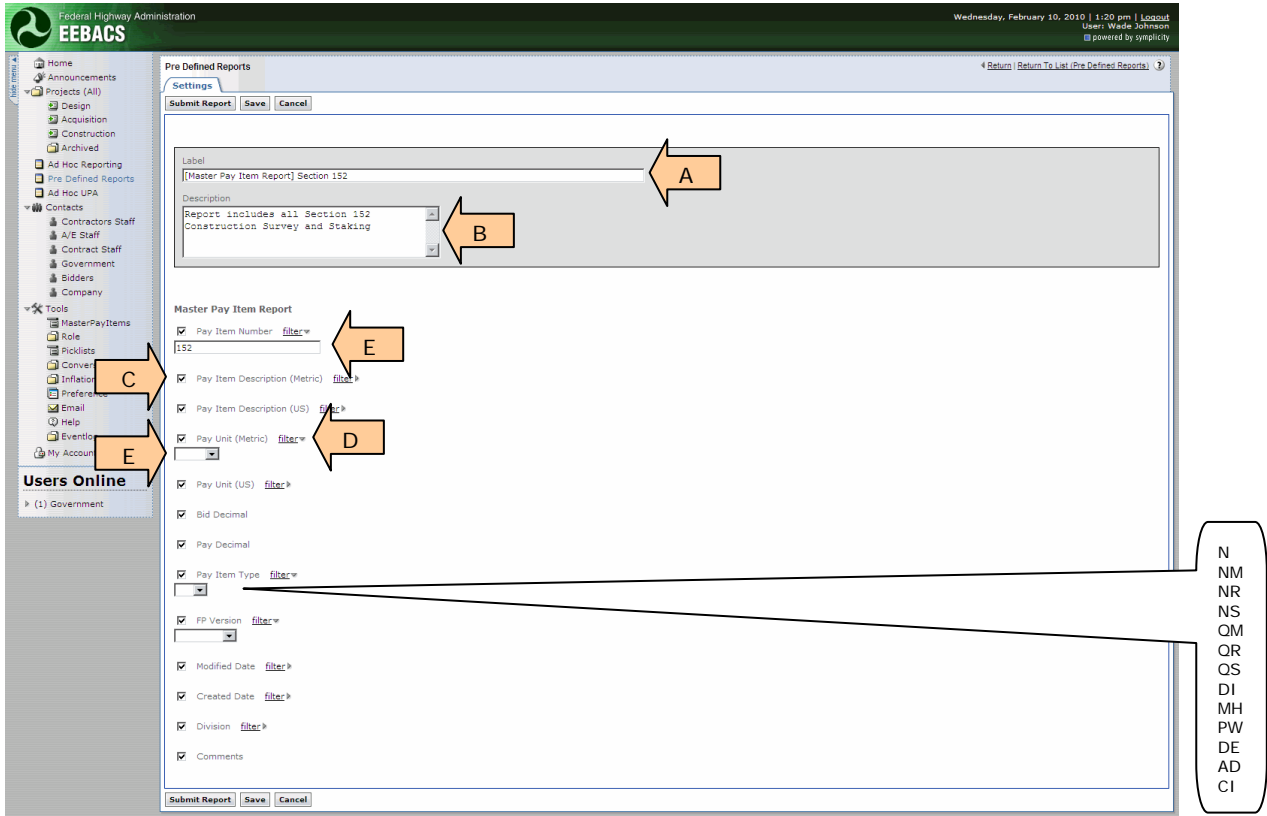 Federal Highway Administration
EEBACS
Wednesday, February 10, 2010 | 1:20 pm | Logout
User: Wade Johnson
powered by symplicity
hide menu
Home
Announcements
Projects (All)
Design
Acquisition
Construction
Archived
Ad Hoc Reporting
Pre Defined Reports
Ad Hoc UPA
Contacts
Contractors Staff
A/E Staff
Contract Staff
Government
Bidders
Company
Tools
MasterPayItems
Role
Picklists
Conver
Inflation
Preference
Email
Help
Eventlo
My Accoun
Users Online
(1) Government
Pre Defined Reports
Return | Return To List (Pre Defined Reports) ?
Settings
Submit Report Save Cancel
Label
[Master Pay Item Report] Section 152
A
Description
Report includes all Section 152
Construction Survey and Staking
B
Master Pay Item Report
Pay Item Number filter
152
E
C
Pay Item Description (Metric) filter
Pay Item Description (US) filter
Pay Unit (Metric) filter
D
E
Pay Unit (US) filter
Bid Decimal
Pay Decimal
Pay Item Type filter
FP Version filter
Modified Date filter
Created Date filter
Division filter
Comments
Submit Report Save Cancel
N
NM
NR
NS
QM
QR
QS
DI
MH
PW
DE
AD
CI